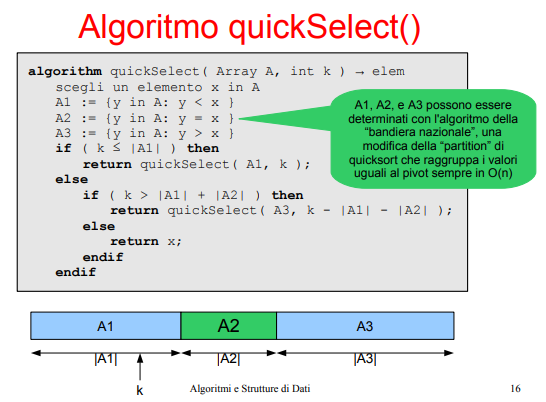 Algoritmo quickSelect()
algorithm quickSelect( Array A, int k ) → elem
scegli un elemento x in A
A1 := {y in A: y < x }
A2 := {y in A: y = x }
A3 := {y in A: y > x }
if ( k ≤ |A1| ) then
return quickSelect( A1, k );
else
if ( k > |A1| + |A2| ) then
return quickSelect( A3, k - |A1| - |A2| );
else
return x;
endif
endif
A1, A2, e A3 possono essere
determinati con l'algoritmo della
“bandiera nazionale”, una
modifica della “partition” di
quicksort che raggruppa i valori
uguali al pivot sempre in O(n)
A1 A2 A3
|A1| |A2| |A3|
k
Algoritmi e Strutture di Dati 16